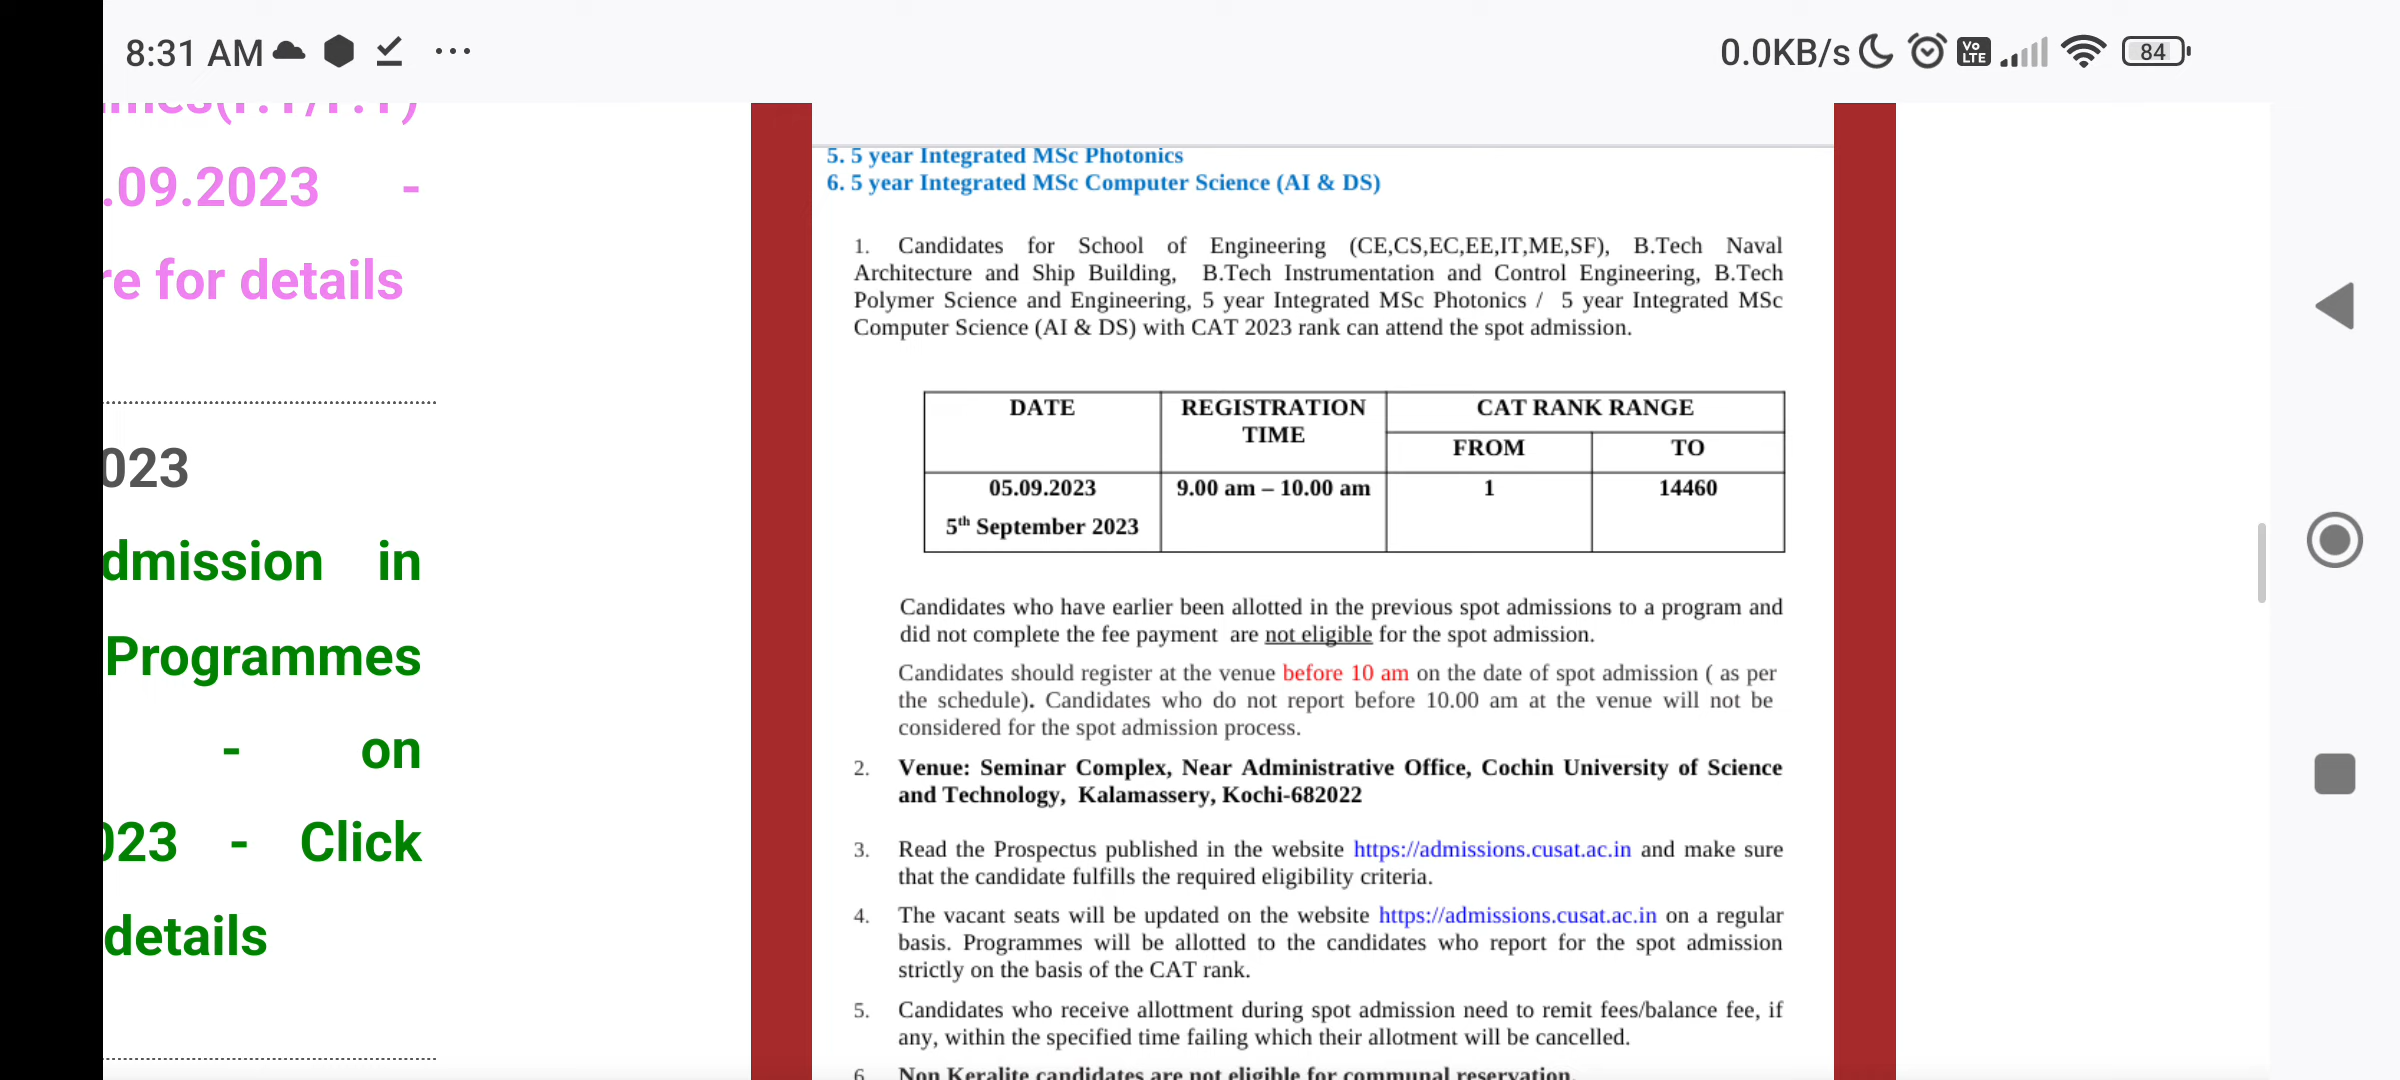 8:31 AM
0.0KB/s
Vo LTE
84
.09.2023 -
re for details
023
dmission in
Programmes
- on
023 - Click
details
5. 5 year Integrated MSc Photonics
6. 5 year Integrated MSc Computer Science (AI & DS)
1. Candidates for School of Engineering (CE,CS,EC,EE,IT,ME,SF), B.Tech Naval
Architecture and Ship Building, B.Tech Instrumentation and Control Engineering, B.Tech
Polymer Science and Engineering, 5 year Integrated MSc Photonics / 5 year Integrated MSc
Computer Science (AI & DS) with CAT 2023 rank can attend the spot admission.
DATE REGISTRATION TIME CAT RANK RANGE
FROM TO
05.09.2023 9.00 am – 10.00 am 1 14460
5th September 2023
Candidates who have earlier been allotted in the previous spot admissions to a program and
did not complete the fee payment are not eligible for the spot admission.
Candidates should register at the venue before 10 am on the date of spot admission ( as per
the schedule). Candidates who do not report before 10.00 am at the venue will not be
considered for the spot admission process.
2. Venue: Seminar Complex, Near Administrative Office, Cochin University of Science
and Technology, Kalamassery, Kochi-682022
3. Read the Prospectus published in the website https://admissions.cusat.ac.in and make sure
that the candidate fulfills the required eligibility criteria.
4. The vacant seats will be updated on the website https://admissions.cusat.ac.in on a regular
basis. Programmes will be allotted to the candidates who report for the spot admission
strictly on the basis of the CAT rank.
5. Candidates who receive allottment during spot admission need to remit fees/balance fee, if
any, within the specified time failing which their allotment will be cancelled.
6. Non Keralite candidates are not eligible for communal reservation.